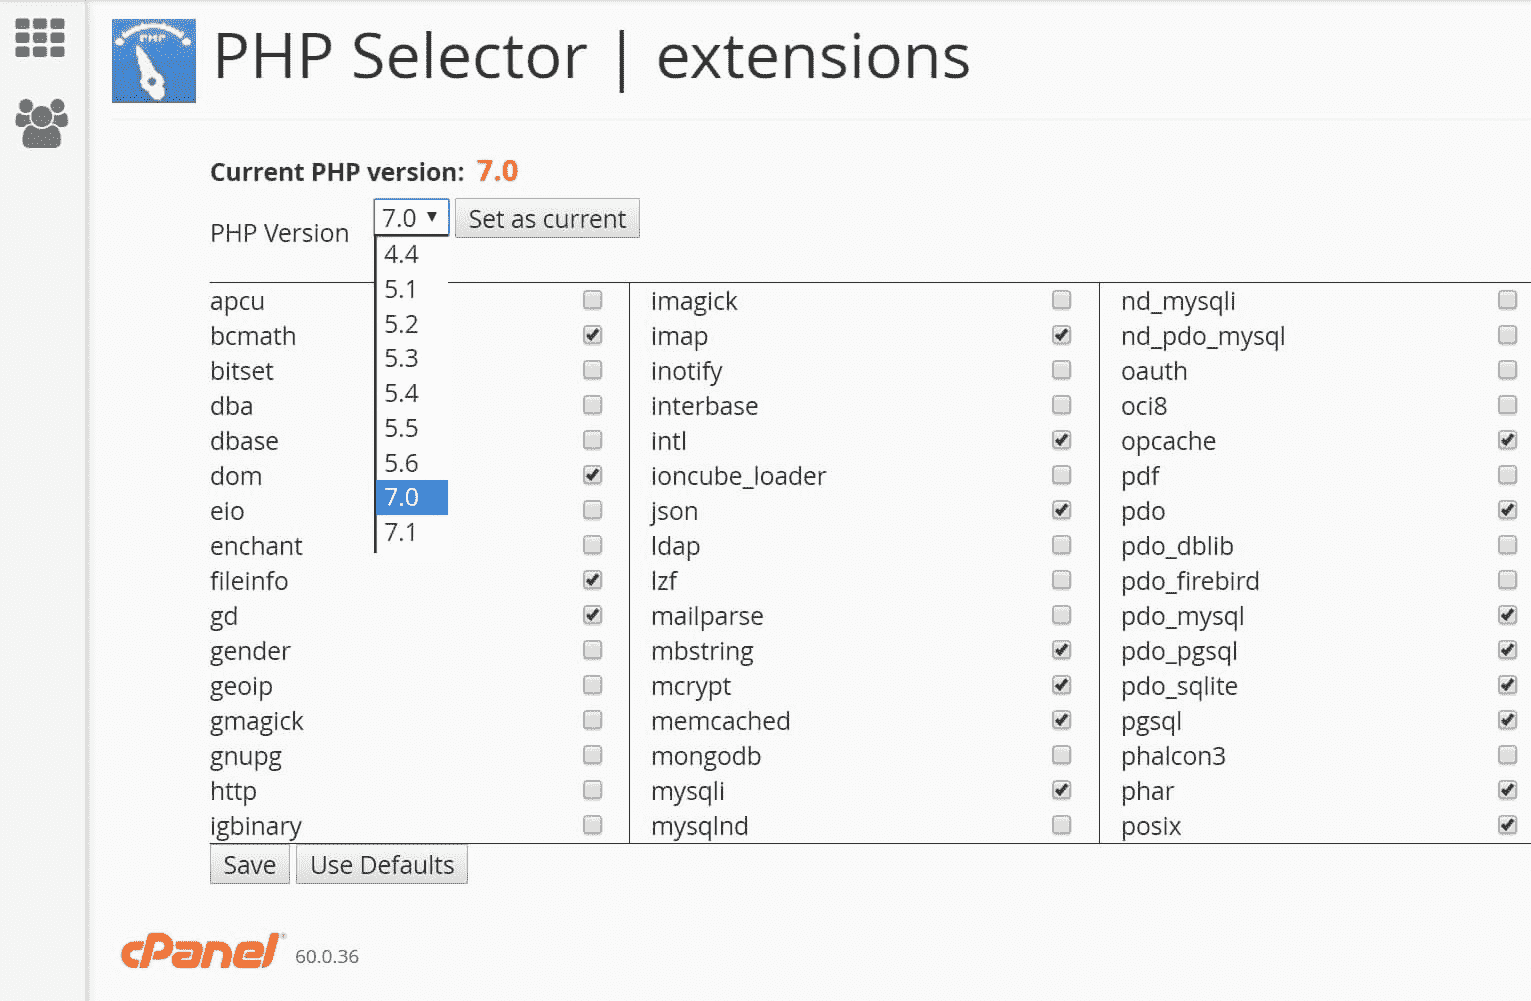 PHP
PHP Selector | extensions
Current PHP version: 7.0
PHP Version 7.0 ▼ Set as current
4.4
5.1
5.2
5.3
5.4
5.5
5.6
7.0
7.1
apcu
bcmath
bitset
dba
dbase
dom
eio
enchant
fileinfo
gd
gender
geoip
gmagick
gnupg
http
igbinary
imagick
imap
inotify
interbase
intl
ioncube_loader
json
ldap
lzf
mailparse
mbstring
mcrypt
memcached
mongodb
mysqli
mysqlnd
nd_mysqli
nd_pdo_mysql
oauth
oci8
opcache
pdf
pdo
pdo_dblib
pdo_firebird
pdo_mysql
pdo_pgsql
pdo_sqlite
pgsql
phalcon3
phar
posix
Save Use Defaults
cPanel® 60.0.36